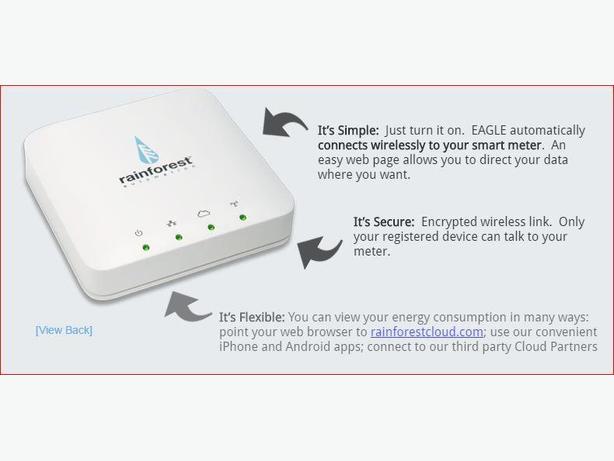 rainforest
automation
It's Simple: Just turn it on. EAGLE automatically
connects wirelessly to your smart meter. An
easy web page allows you to direct your data
where you want.
It's Secure: Encrypted wireless link. Only
your registered device can talk to your
meter.
It's Flexible: You can view your energy consumption in many ways:
point your web browser to rainforestcloud.com; use our convenient
iPhone and Android apps; connect to our third party Cloud Partners
[View Back]